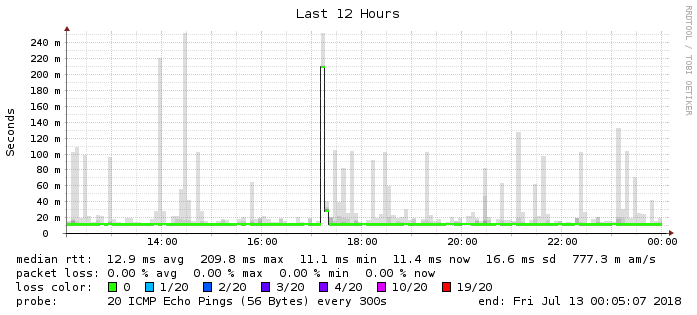 Last 12 Hours
RRDTOOL / TOBI OETIKER
Seconds
240 m
220 m
200 m
180 m
160 m
140 m
120 m
100 m
80 m
60 m
40 m
20 m
0
14:00 16:00 18:00 20:00 22:00 00:00
median rtt: 12.9 ms avg 209.8 ms max 11.1 ms min 11.4 ms now 16.6 ms sd 777.3 m am/s
packet loss: 0.00 % avg 0.00 % max 0.00 % min 0.00 % now
loss color: 0 1/20 2/20 3/20 4/20 10/20 19/20
probe: 20 ICMP Echo Pings (56 Bytes) every 300s end: Fri Jul 13 00:05:07 2018